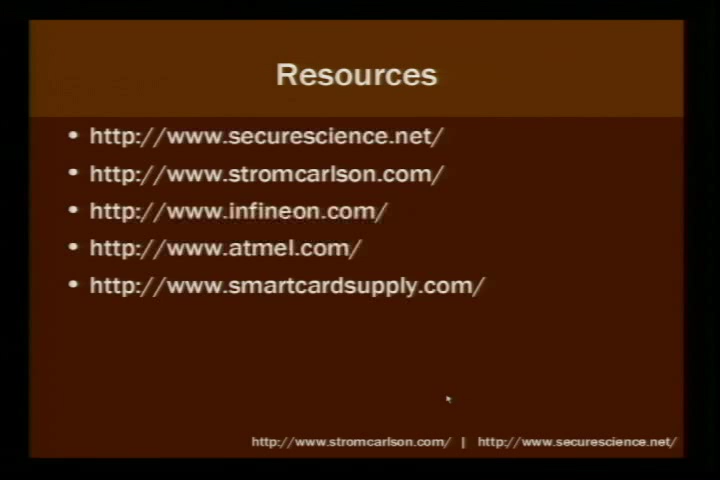 Resources
• http://www.securescience.net/
• http://www.stromcarlson.com/
• http://www.infineon.com/
• http://www.atmel.com/
• http://www.smartcardsupply.com/
http://www.stromcarlson.com/ | http://www.securescience.net/